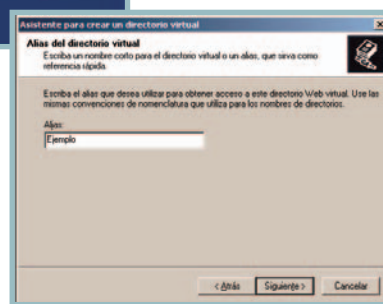 Asistente para crear un directorio virtual
Alias del directorio virtual
Escriba un nombre corto para el directorio virtual o un alias, que sirva como
referencia rápida.
Escriba el alias que desea utilizar para obtener acceso a este directorio Web virtual. Use las
mismas convenciones de nomenclatura que utiliza para los nombres de directorios.
Alias:
Ejemplo
< Atrás
Siguiente >
Cancelar